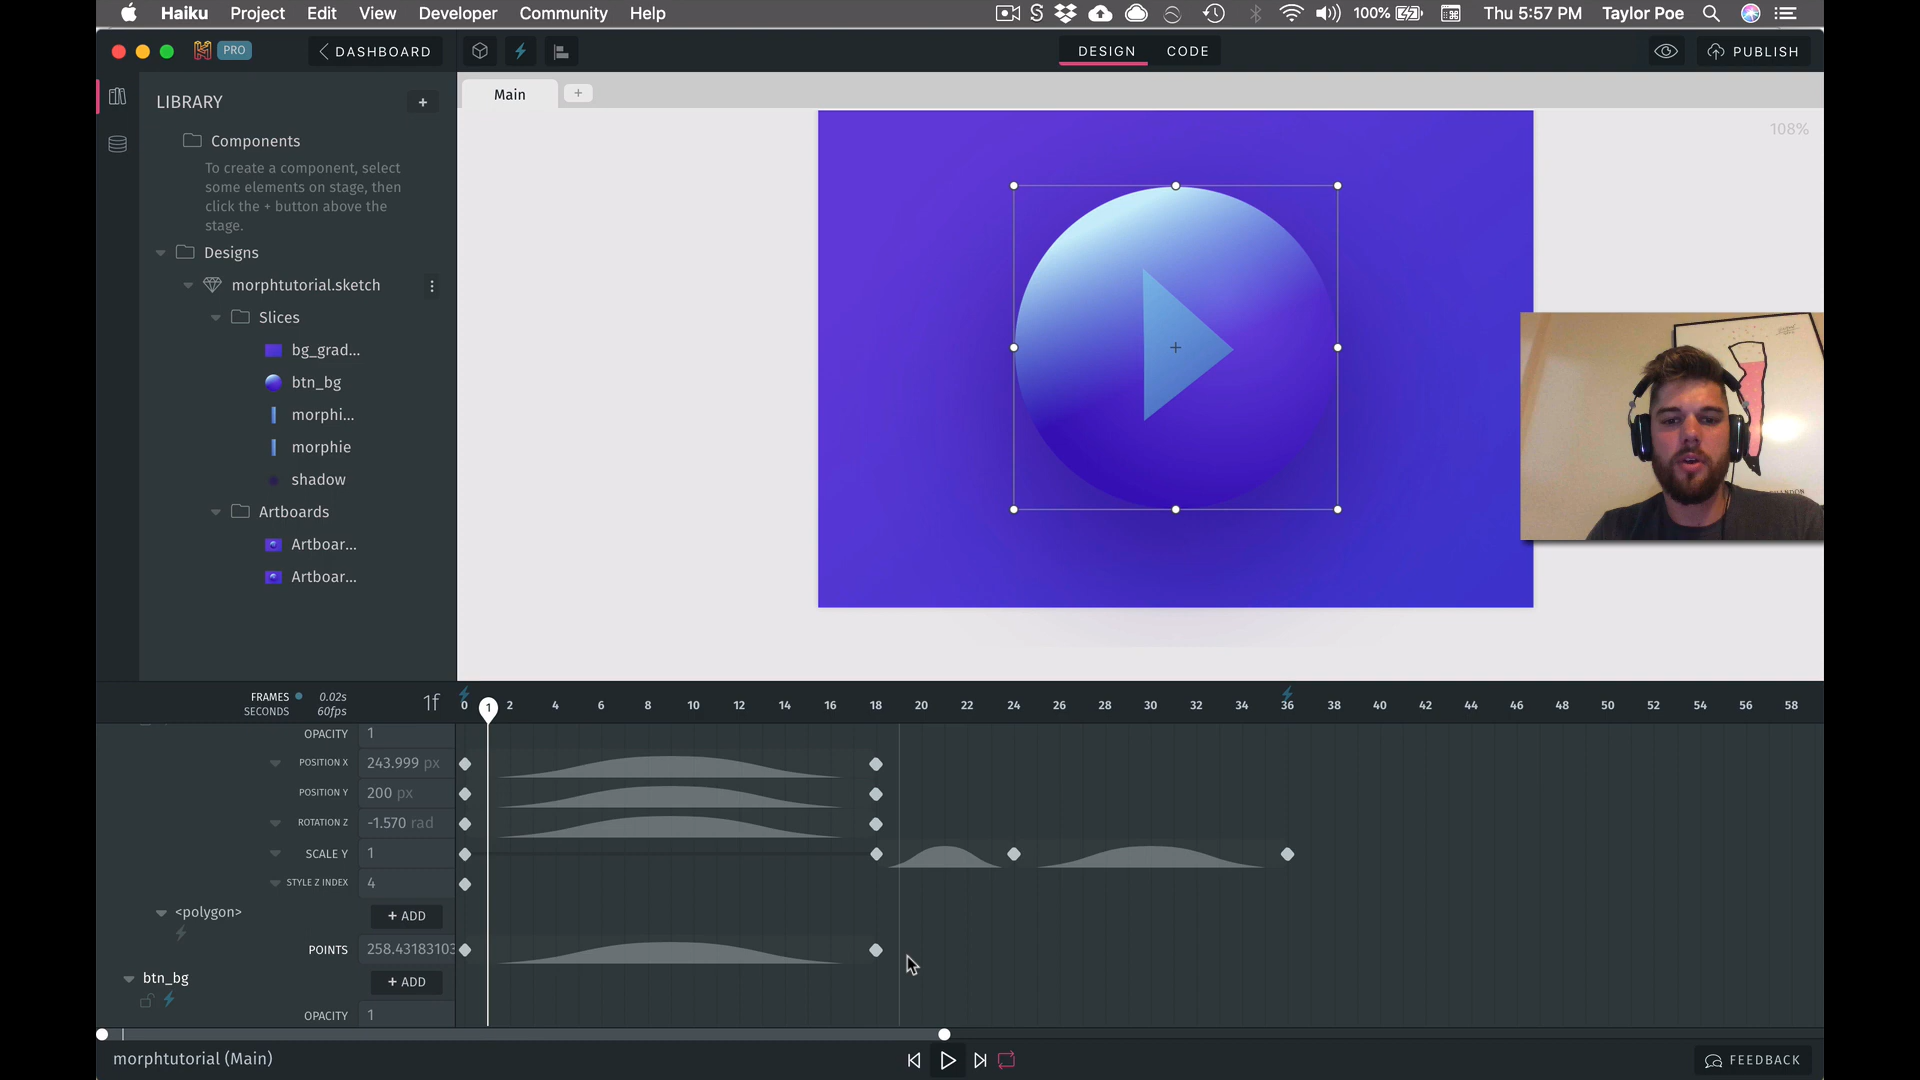 Haiku Project Edit View Developer Community Help 100% Thu 5:57 PM Taylor Poe
PRO DASHBOARD DESIGN CODE PUBLISH
LIBRARY +
Main +
108%
Components
To create a component, select
some elements on stage, then
click the + button above the
stage.
Designs
morphtutorial.sketch
Slices
bg_grad...
btn_bg
morphi...
morphie
shadow
Artboards
Artboar...
Artboar...
FRAMES 0.02s
SECONDS 60fps
1f
0 1 2 4 6 8 10 12 14 16 18 20 22 24 26 28 30 32 34 36 38 40 42 44 46 48 50 52 54 56 58
OPACITY 1
POSITION X 243.999 px
POSITION Y 200 px
ROTATION Z -1.570 rad
SCALE Y 1
STYLE Z INDEX 4
<polygon> + ADD
POINTS 258.43183103
btn_bg + ADD
OPACITY 1
morphtutorial (Main) FEEDBACK